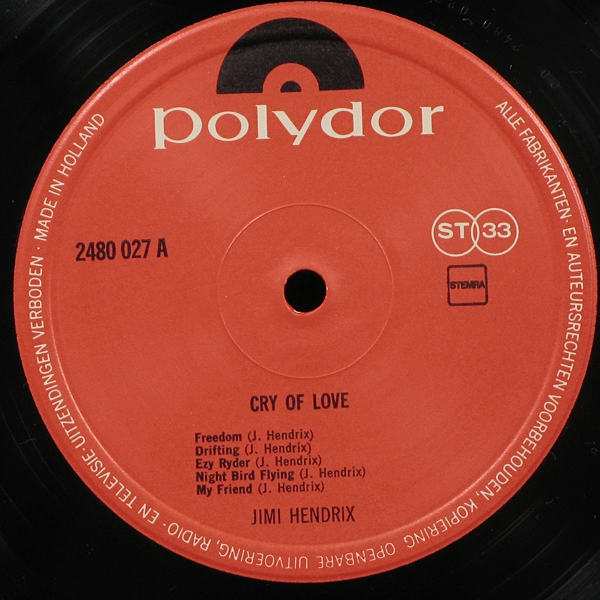 polydor
ALLE FABRIKANTEN- EN AUTEURSRECHTEN VOORBEHOUDEN, KOPIERING, OPENBARE UITVOERING, RADIO- EN TELEVISIE-UITZENDINGEN VERBODEN · MADE IN HOLLAND
ST 33
2480 027 A
STEMRA
CRY OF LOVE
Freedom (J. Hendrix)
Drifting (J. Hendrix)
Ezy Ryder (J. Hendrix)
Night Bird Flying (J. Hendrix)
My Friend (J. Hendrix)
JIMI HENDRIX